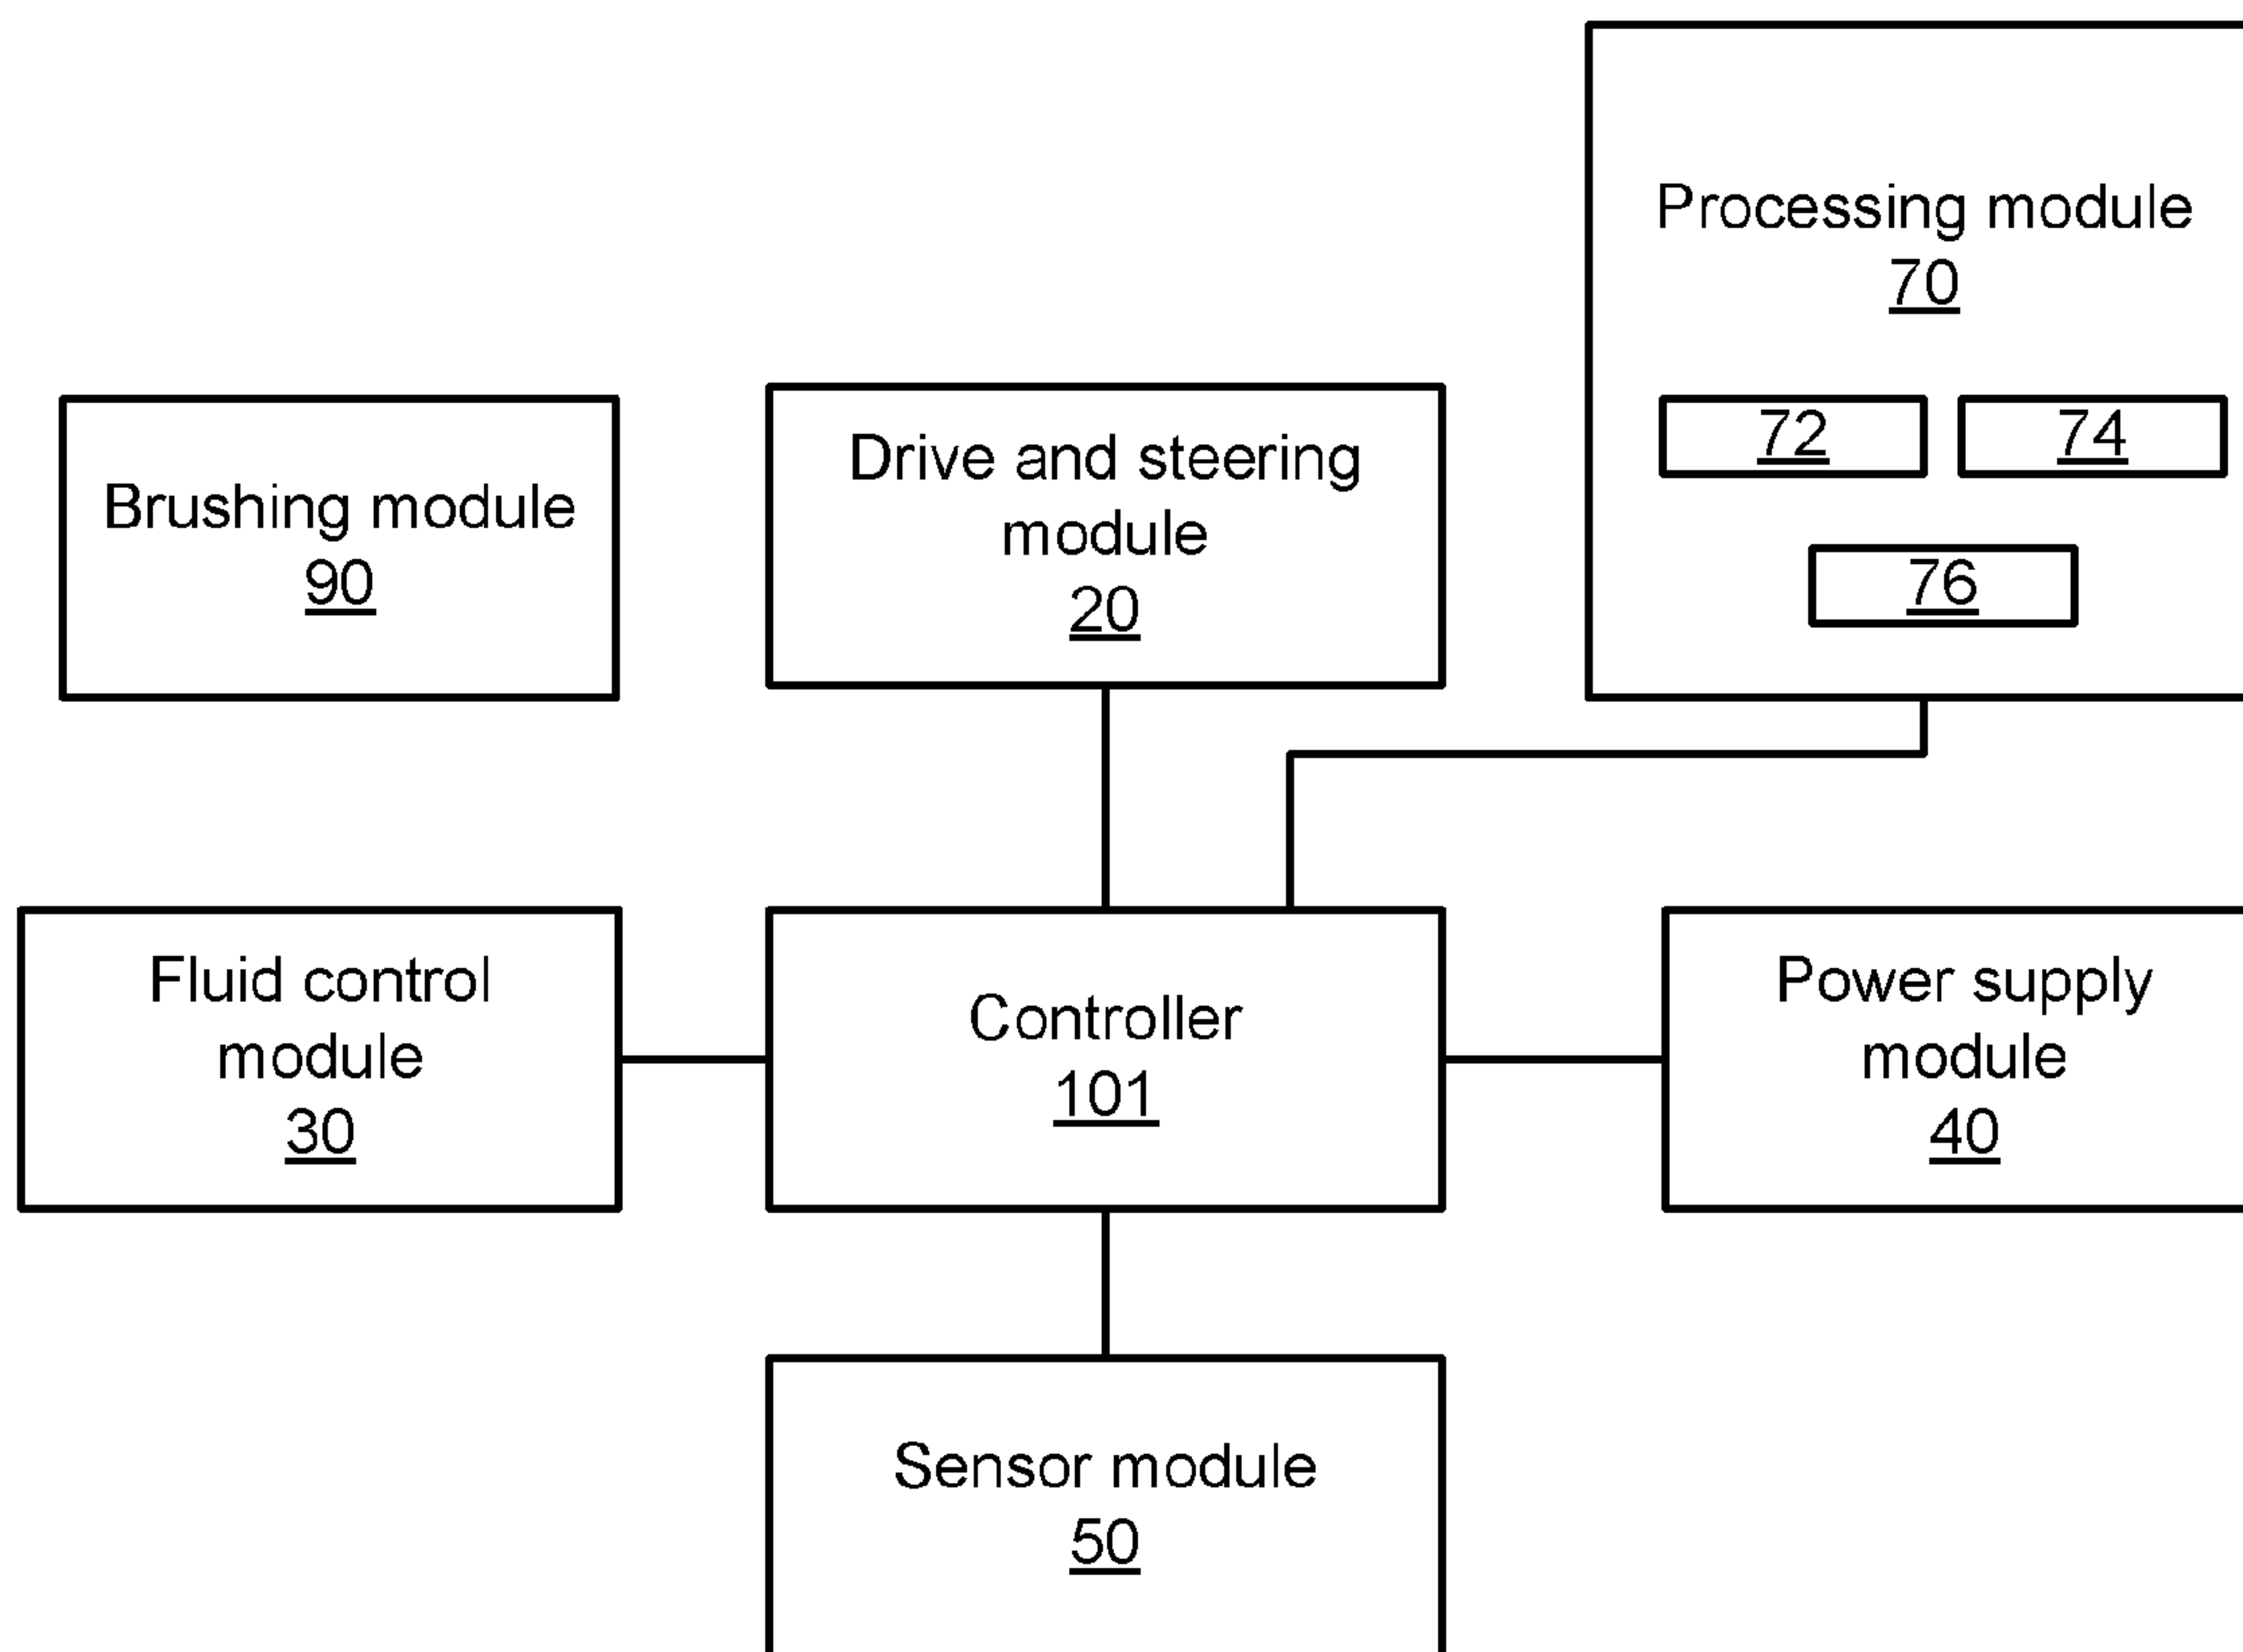 Processing module
70
72
74
76
Brushing module
90
Drive and steering
module
20
Fluid control
module
30
Controller
101
Power supply
module
40
Sensor module
50